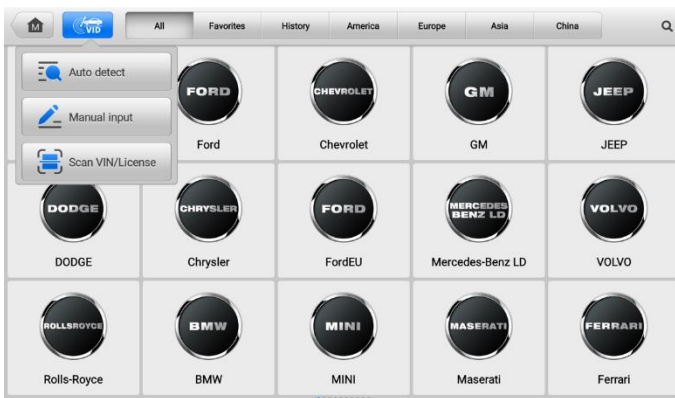 M
VID
All
Favorites
History
America
Europe
Asia
China
Auto detect
Manual input
Scan VIN/License
FORD
CHEVROLET
GM
JEEP
Ford
Chevrolet
GM
JEEP
DODGE
CHRYSLER
FORD
MERCEDES
BENZ LD
VOLVO
DODGE
Chrysler
FordEU
Mercedes-Benz LD
VOLVO
ROLLSROYCE
BMW
MINI
MASERATI
FERRARI
Rolls-Royce
BMW
MINI
Maserati
Ferrari